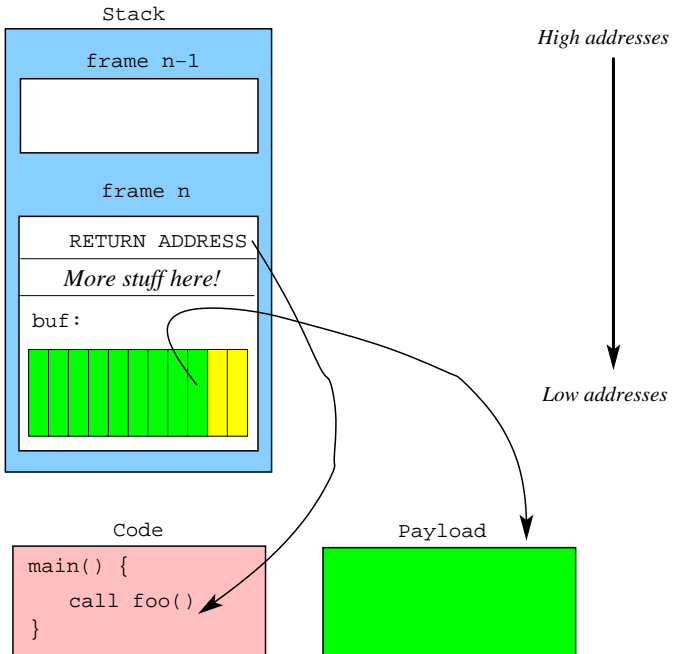 Stack
High addresses
frame n−1
frame n
RETURN ADDRESS
More stuff here!
buf:
Low addresses
Code
Payload
main() {
call foo()
}